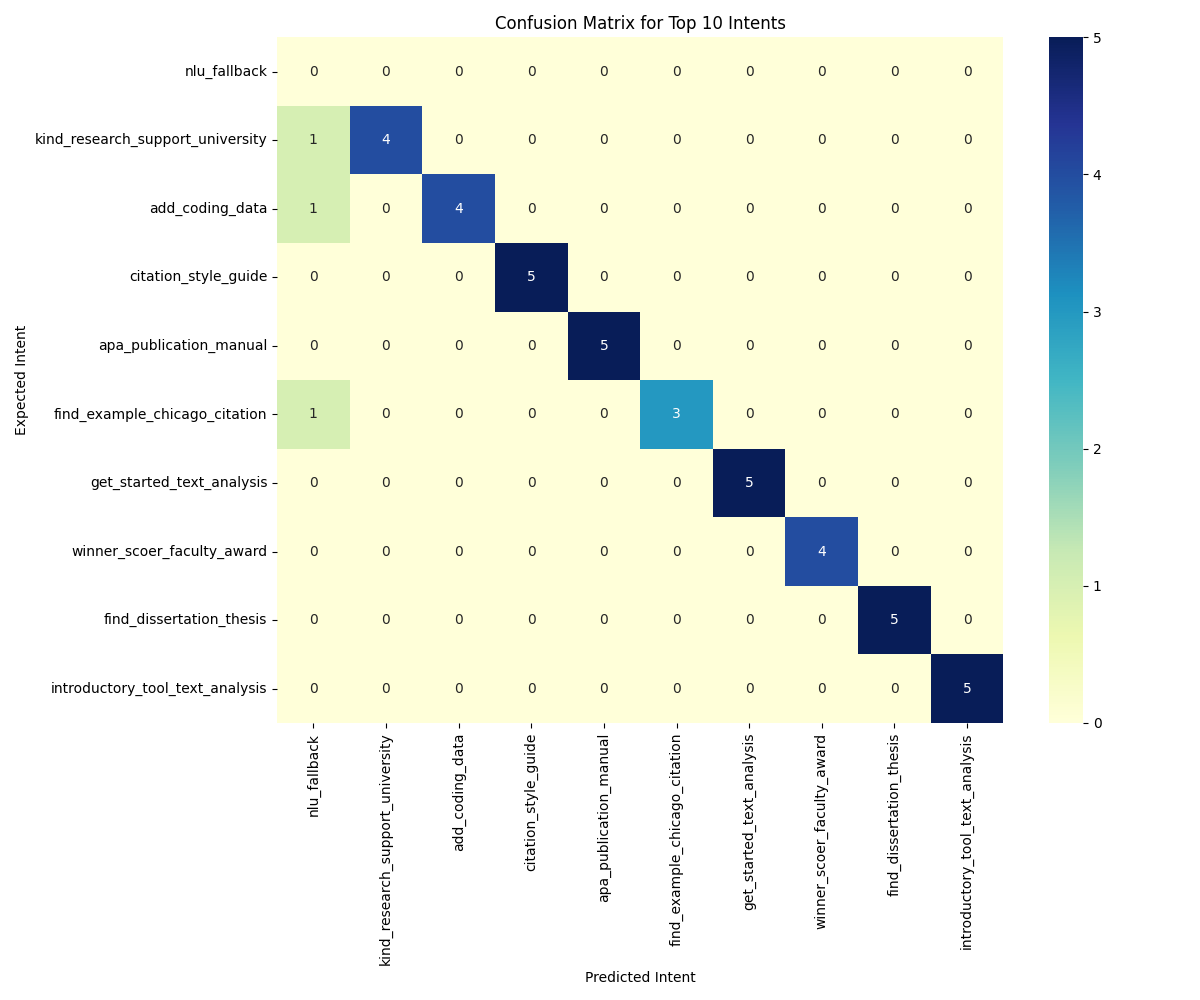 Confusion Matrix for Top 10 Intents
nlu_fallback 0 0 0 0 0 0 0 0 0 0
kind_research_support_university 1 4 0 0 0 0 0 0 0 0
add_coding_data 1 0 4 0 0 0 0 0 0 0
citation_style_guide 0 0 0 5 0 0 0 0 0 0
apa_publication_manual 0 0 0 0 5 0 0 0 0 0
find_example_chicago_citation 1 0 0 0 0 3 0 0 0 0
get_started_text_analysis 0 0 0 0 0 0 5 0 0 0
winner_scoer_faculty_award 0 0 0 0 0 0 0 4 0 0
find_dissertation_thesis 0 0 0 0 0 0 0 0 5 0
introductory_tool_text_analysis 0 0 0 0 0 0 0 0 0 5
Expected Intent
nlu_fallback
kind_research_support_university
add_coding_data
citation_style_guide
apa_publication_manual
find_example_chicago_citation
get_started_text_analysis
winner_scoer_faculty_award
find_dissertation_thesis
introductory_tool_text_analysis
Predicted Intent
5
4
3
2
1
0